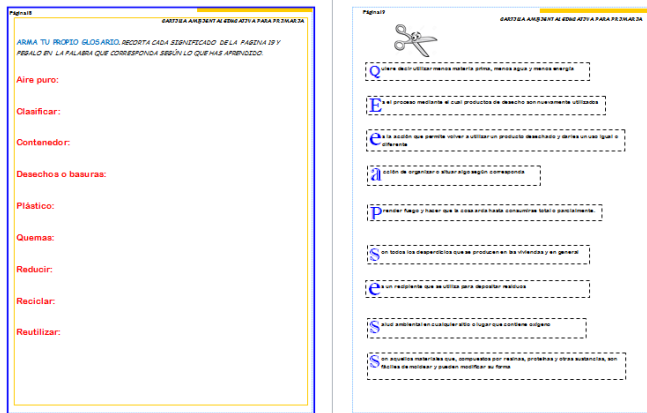 Página18
CARTILLA AMBIENTAL EDUCATIVA PARA PRIMARIA
ARMA TU PROPIO GLOSARIO. RECORTA CADA SIGNIFICADO DE LA PAGINA 19 Y
PEGALO EN LA PALABRA QUE CORRESPONDA SEGÚN LO QUE HAS APRENDIDO.
Aire puro:
Clasificar:
Contenedor:
Desechos o basuras:
Plástico:
Quemas:
Reducir:
Reciclar:
Reutilizar:
Página19
CARTILLA AMBIENTAL EDUCATIVA PARA PRIMARIA
Quiere decir utilizar menos materia prima, menos agua y menos energía
Es el proceso mediante el cual productos de desecho son nuevamente utilizados
es la acción que permite volver a utilizar un producto desechado y darles un uso igual o
diferente
acción de organizar o situar algo según corresponda
Prender fuego y hacer que la cosa arda hasta consumirse total o parcialmente.
Son todos los desperdicios que se producen en las viviendas y en general
es un recipiente que se utiliza para depositar residuos
Salud ambiental en cualquier sitio o lugar que contiene oxígeno
Son aquellos materiales que, compuestos por resinas, proteínas y otras sustancias, son
fáciles de moldear y pueden modificar su forma